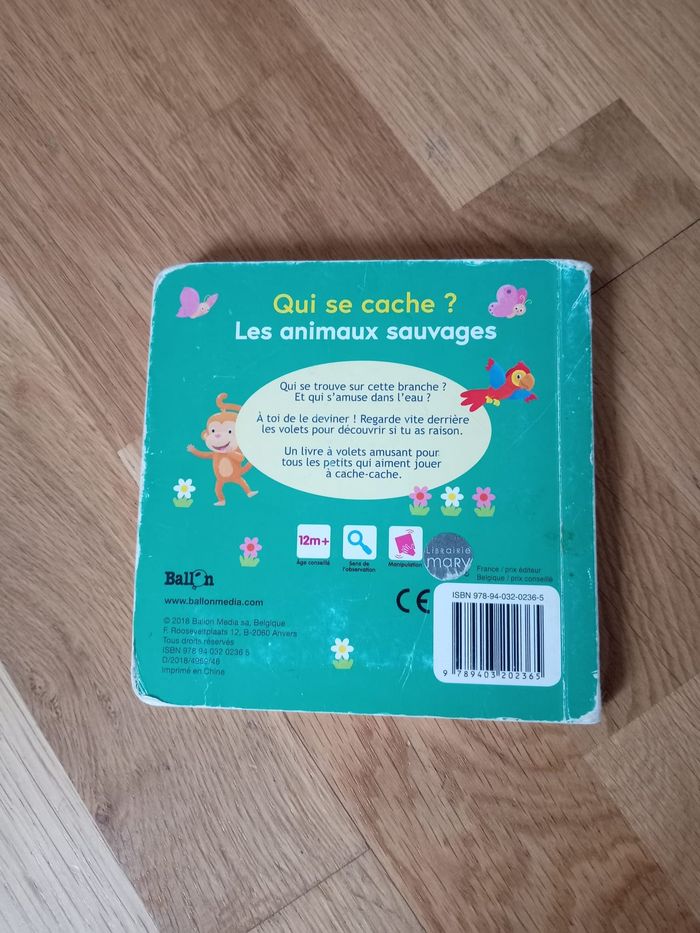 Qui se cache ?
Les animaux sauvages
Qui se trouve sur cette branche ?
Et qui s'amuse dans l'eau ?
À toi de le deviner ! Regarde vite derrière
les volets pour découvrir si tu as raison.
Un livre à volets amusant pour
tous les petits qui aiment jouer
à cache-cache.
12m+
Âge conseillé
Sens de
l'observation
Manipulation
LIBRAIRIE
mary
France / prix éditeur
Belgique / prix conseillé
Ballon
www.ballonmedia.com
CE
© 2018 Ballon Media sa, Belgique
F. Rooseveltplaats 12, B-2060 Anvers
Tous droits réservés
ISBN 978 94 032 0236 5
D/2018/4969/46
Imprimé en Chine
ISBN 978-94-032-0236-5
9 789403 202365